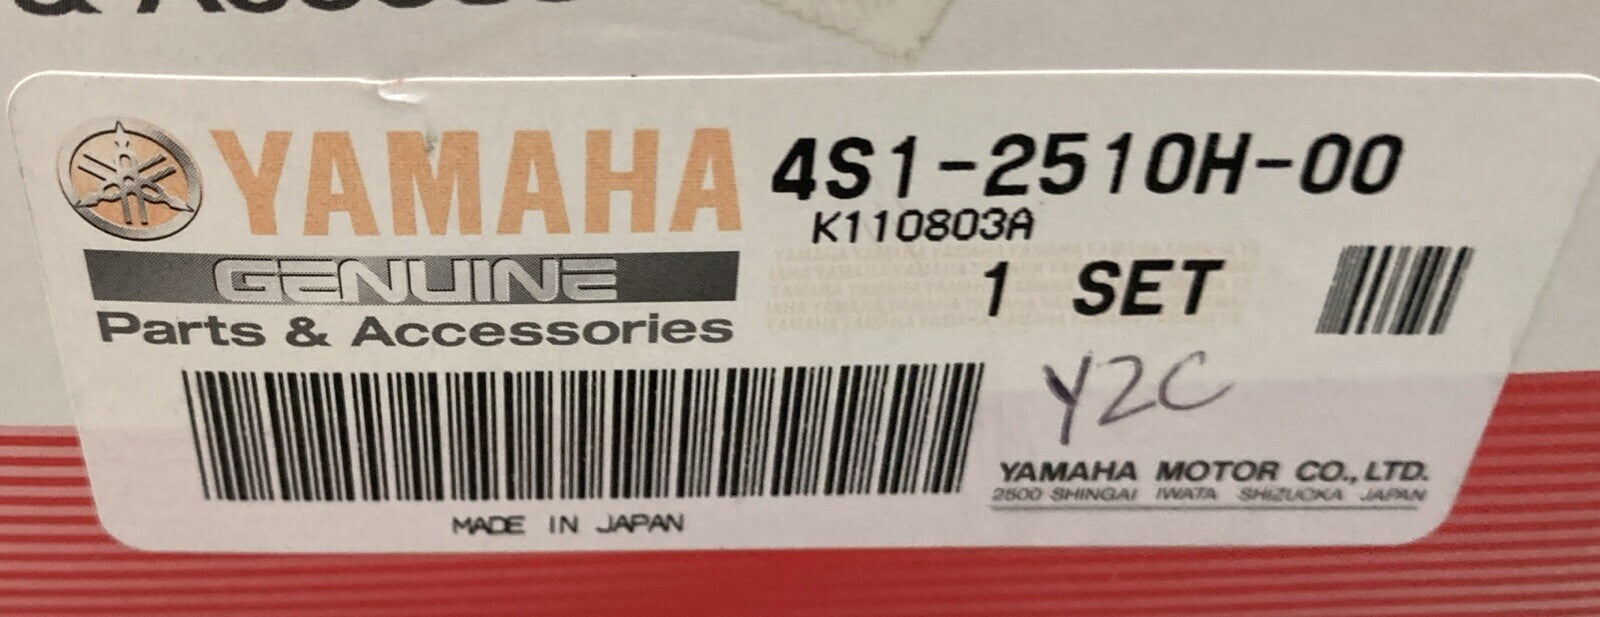 YAMAHA
GENUINE
Parts & Accessories
4S1-2510H-00
K110803A
1 SET
Y2C
MADE IN JAPAN
YAMAHA MOTOR CO., LTD.
2500 SHINGAI IWATA SHIZUOKA JAPAN